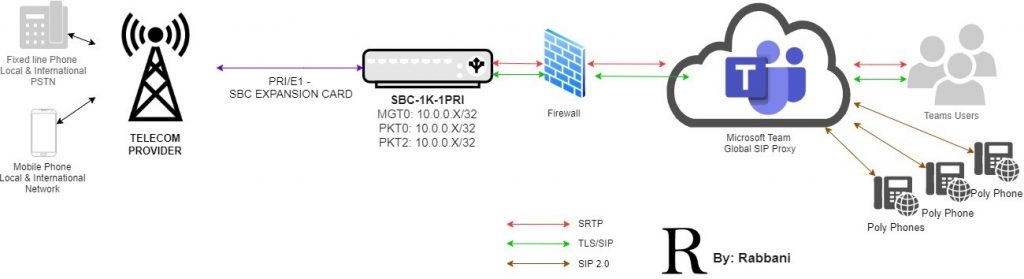 Fixed line Phone
Local & International
PSTN
Mobile Phone
Local & International
Network
TELECOM
PROVIDER
PRI/E1 -
SBC EXPANSION CARD
SBC-1K-1PRI
MGT0: 10.0.0.X/32
PKT0: 10.0.0.X/32
PKT2: 10.0.0.X/32
Firewall
T
Microsoft Team
Global SIP Proxy
Teams Users
Poly Phone
Poly Phone
Poly Phones
SRTP
TLS/SIP
SIP 2.0
R
By: Rabbani